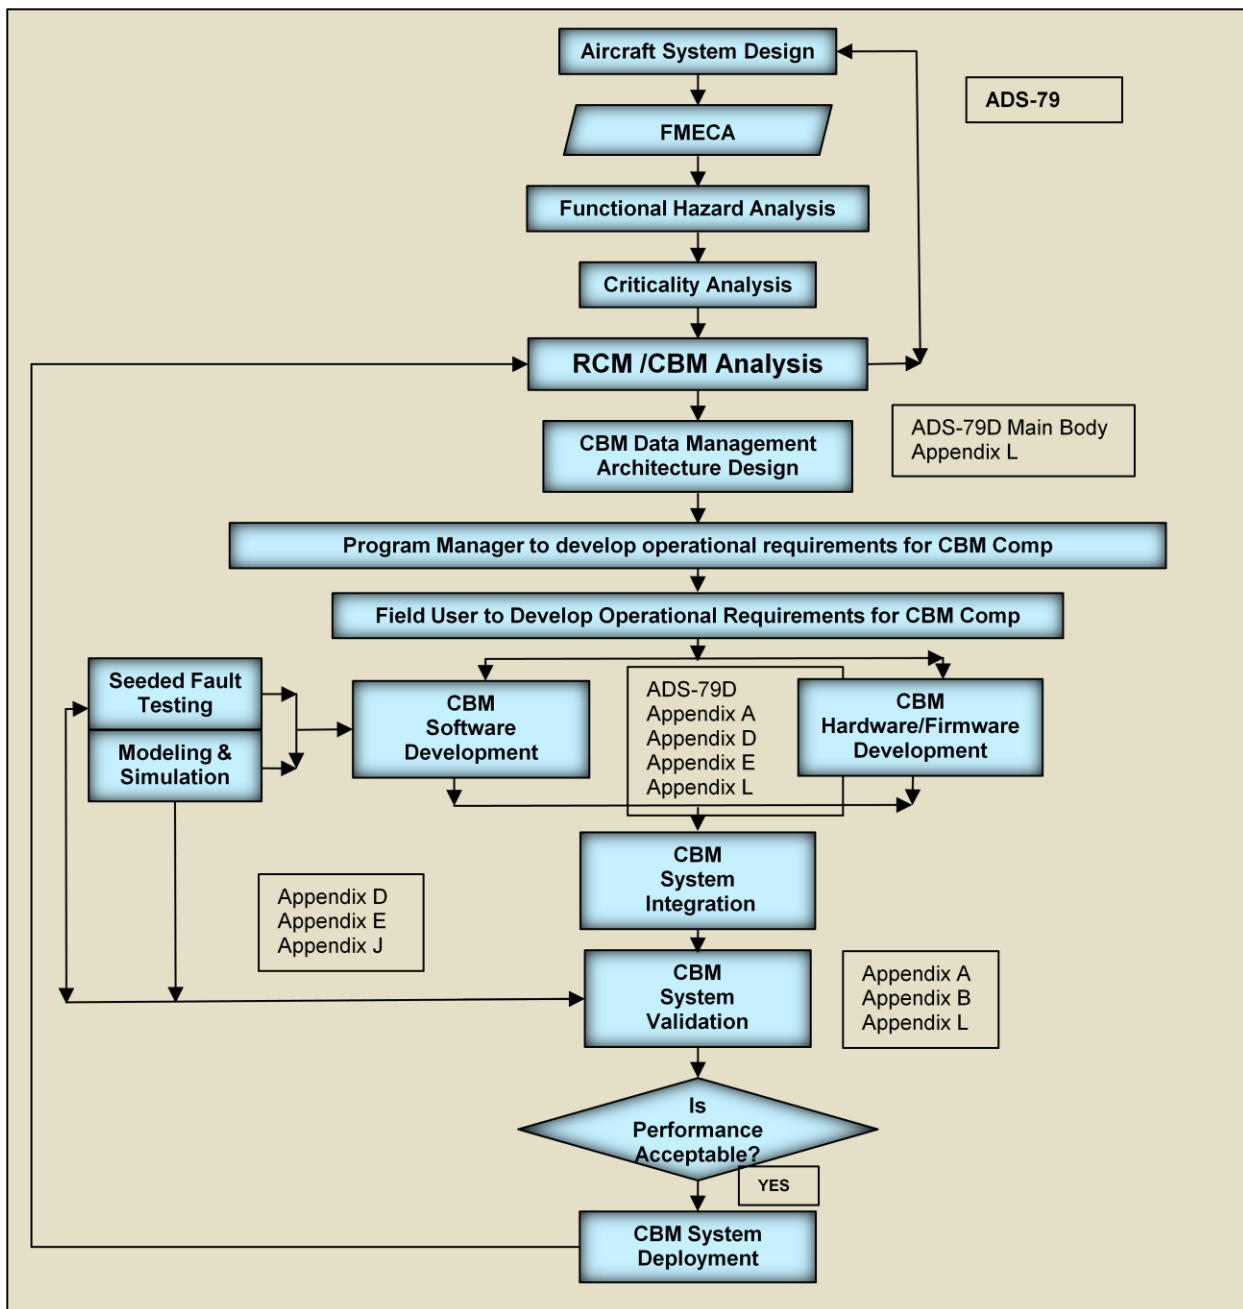 Aircraft System Design
ADS-79
FMECA
Functional Hazard Analysis
Criticality Analysis
RCM /CBM Analysis
ADS-79D Main Body
Appendix L
CBM Data Management
Architecture Design
Program Manager to develop operational requirements for CBM Comp
Field User to Develop Operational Requirements for CBM Comp
Seeded Fault
Testing
Modeling &
Simulation
CBM
Software
Development
ADS-79D
Appendix A
Appendix D
Appendix E
Appendix L
CBM
Hardware/Firmware
Development
CBM
System
Integration
Appendix D
Appendix E
Appendix J
CBM
System
Validation
Appendix A
Appendix B
Appendix L
Is
Performance
Acceptable?
YES
CBM System
Deployment